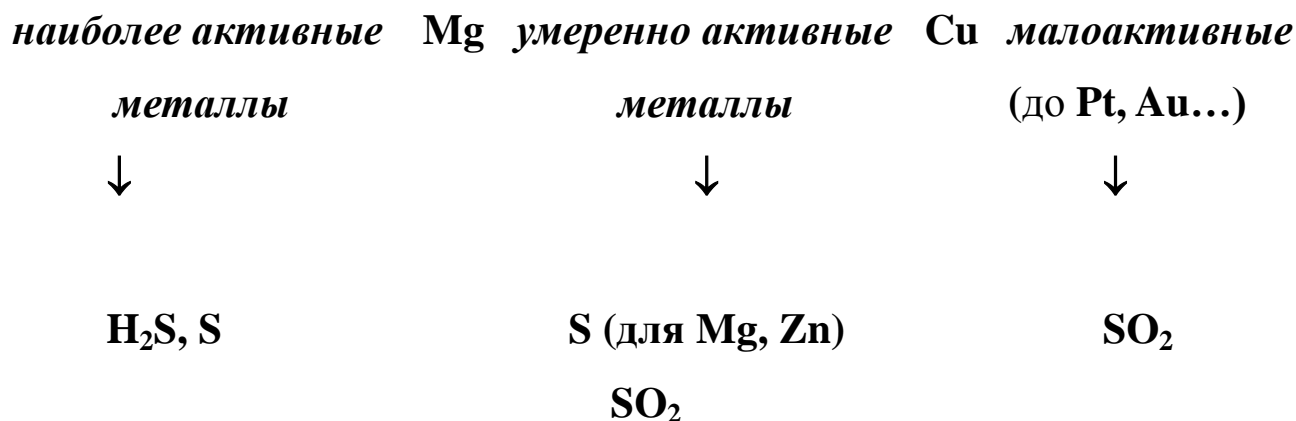 наиболее активные Mg умеренно активные Cu малоактивные
металлы металлы (до Pt, Au…)
↓ ↓ ↓
H₂S, S S (для Mg, Zn) SO₂
SO₂